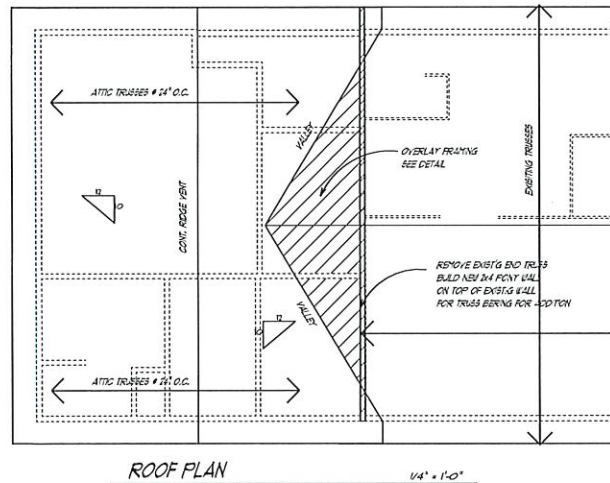 ATTIC TRUSSES @ 24" O.C.
VALLEY
OVERLAY FRAMING
SEE DETAIL
EXISTING TRUSSES
CONT. RIDGE VENT
12
10
REMOVE EXIST'G END TRUSS
BUILD NEW 2x4 PONY WALL
ON TOP OF EXIST.G WALL
FOR TRUSS BERING FOR ADDITION
12
10
VALLEY
ATTIC TRUSSES @ 24" O.C.
ROOF PLAN
1/4" = 1'-0"